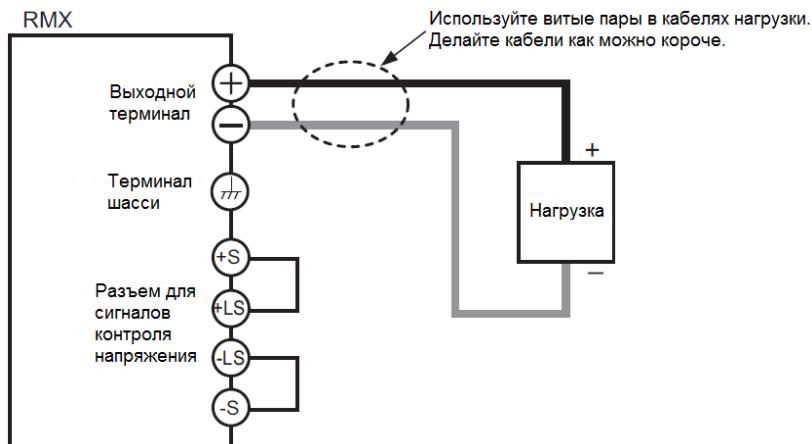 RMX
Используйте витые пары в кабелях нагрузки.
Делайте кабели как можно короче.
Выходной
терминал
+
−
Терминал
шасси
+S
Разъем для
сигналов
контроля
напряжения
+LS
-LS
-S
+
Нагрузка
−